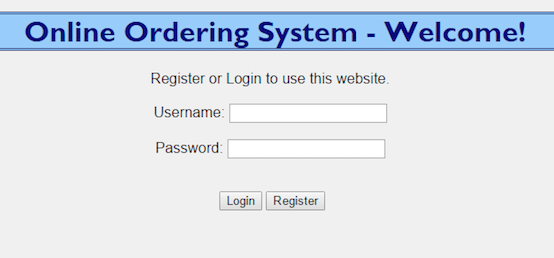 Online Ordering System - Welcome!
Register or Login to use this website.
Username:
Password:
Login Register